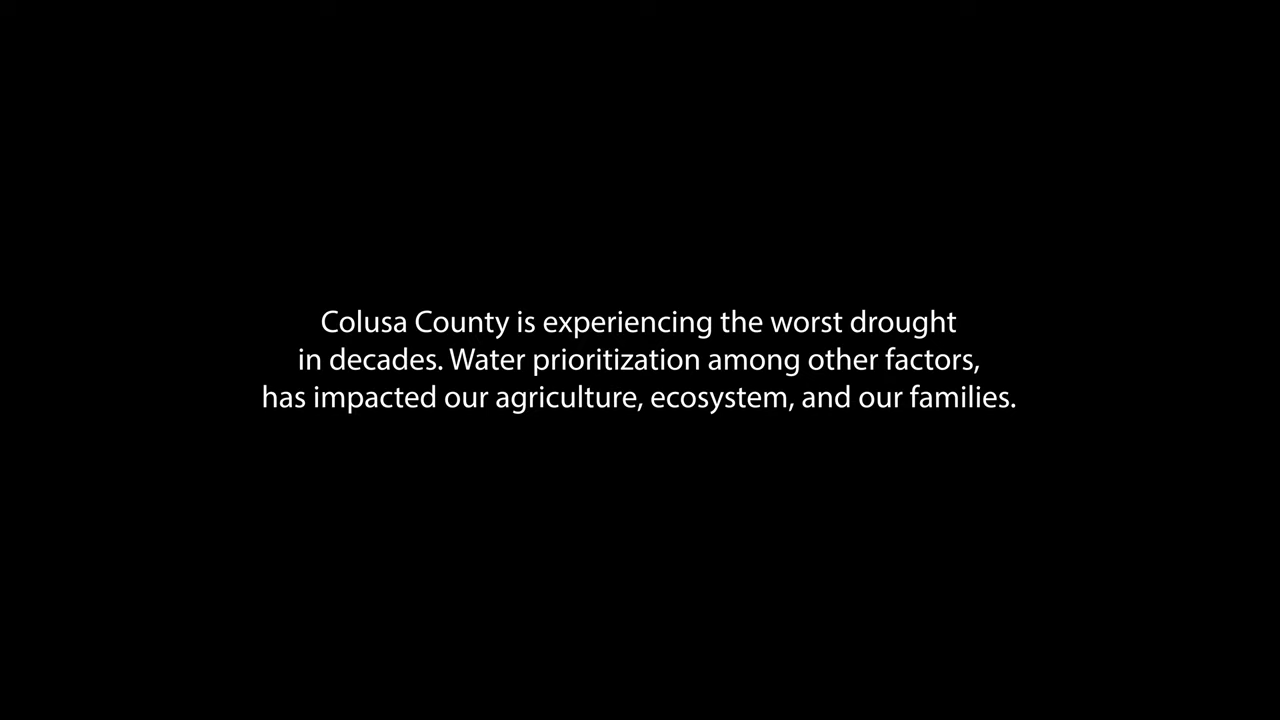 Colusa County is experiencing the worst drought
in decades. Water prioritization among other factors,
has impacted our agriculture, ecosystem, and our families.